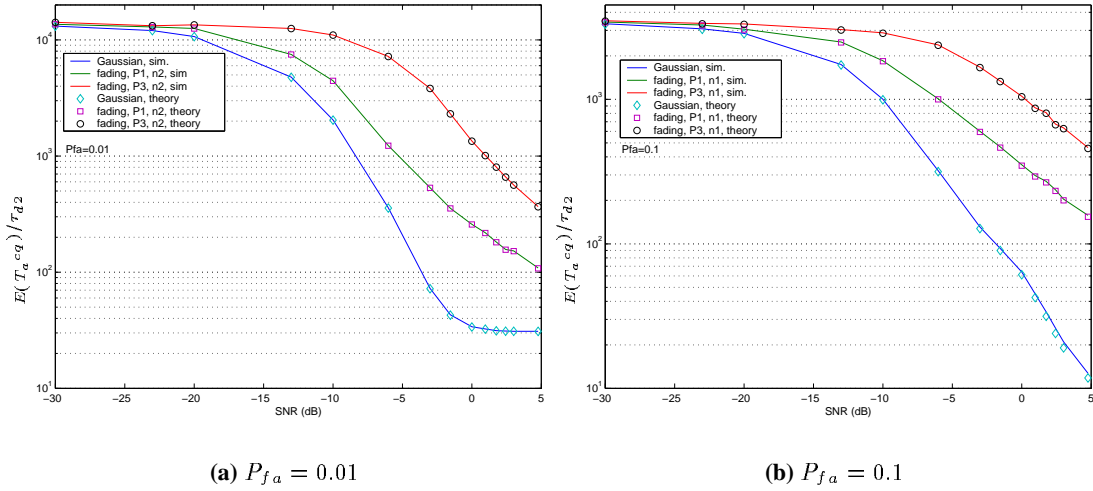 10^4
10^3
10^2
10^1
E(T_acq)/τ_d2
Gaussian, sim.
fading, P1, n2, sim
fading, P3, n2, sim
Gaussian, theory
fading, P1, n2, theory
fading, P3, n2, theory
Pfa=0.01
−30 −25 −20 −15 −10 −5 0 5
SNR (dB)
(a) P_fa = 0.01
10^3
10^2
10^1
E(T_acq)/τ_d2
Gaussian, sim.
fading, P1, n1, sim.
fading, P3, n1, sim.
Gaussian, theory
fading, P1, n1, theory
fading, P3, n1, theory
Pfa=0.1
−30 −25 −20 −15 −10 −5 0 5
SNR (dB)
(b) P_fa = 0.1